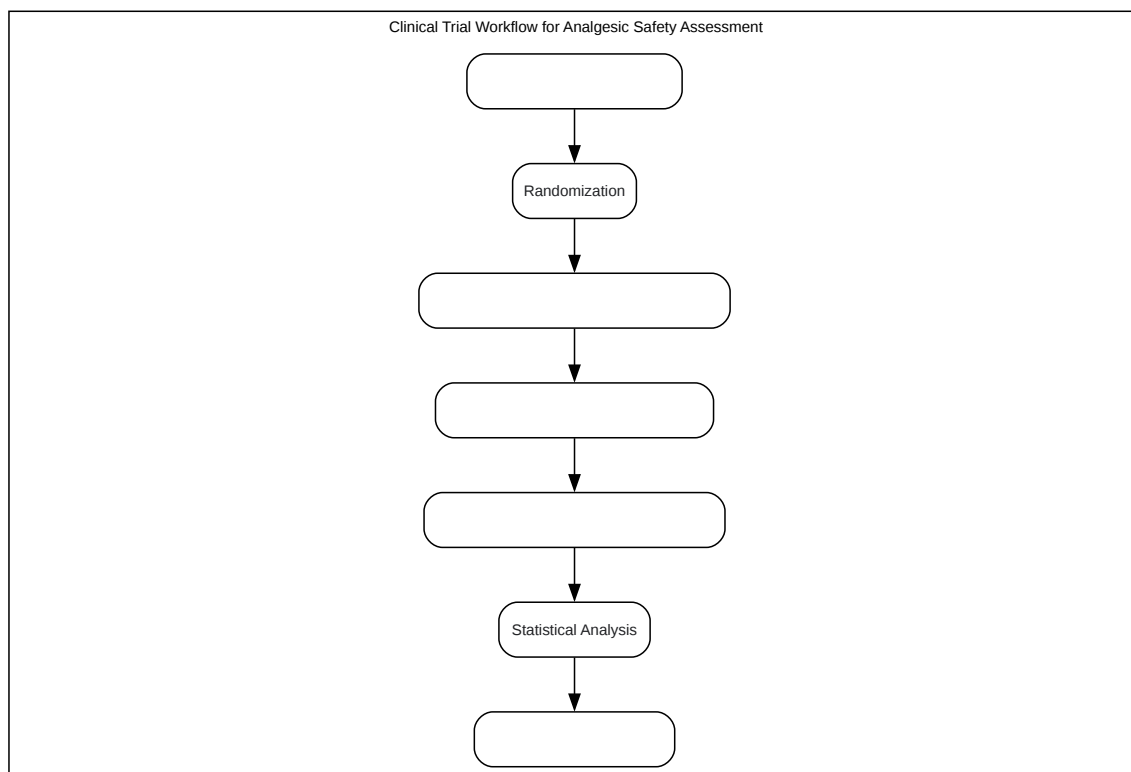 Clinical Trial Workflow for Analgesic Safety Assessment
Randomization
Statistical Analysis